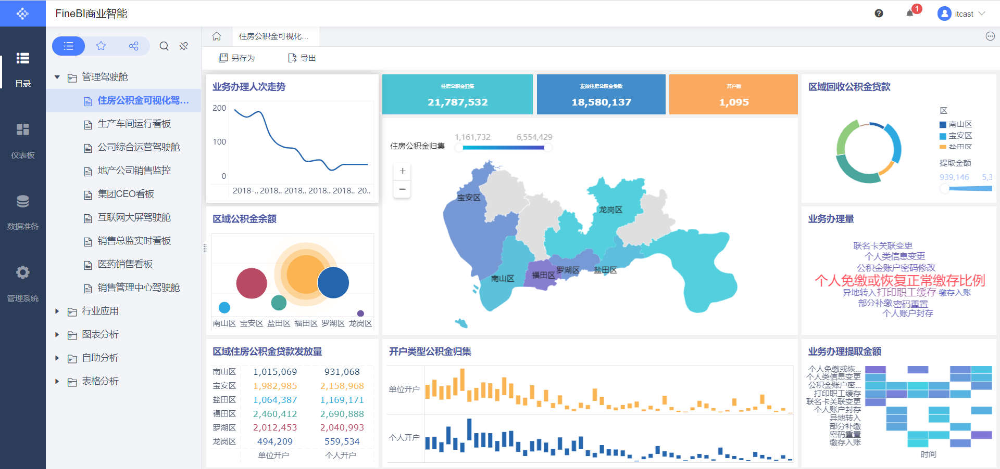 FineBI商业智能
1
itcast
目录
仪表板
数据准备
管理系统
管理驾驶舱
住房公积金可视化驾...
生产车间运行看板
公司综合运营驾驶舱
地产公司销售监控
集团CEO看板
互联网大屏驾驶舱
销售总监实时看板
医药销售看板
销售管理中心驾驶舱
行业应用
图表分析
自助分析
表格分析
住房公积金可视化...
另存为
导出
业务办理人次走势
200
100
0
2018-.. 2018.. 2018.. 2018.. 2018.. 20..
住房公积金归集
21,787,532
发放住房公积金贷款
18,580,137
开户数
1,095
区域回收公积金贷款
区
南山区
宝安区
盐田区
提取金额
939,146 5,3
住房公积金归集
1,161,732 6,554,429
+
−
宝安区
龙岗区
南山区
福田区
罗湖区
盐田区
区域公积金余额
南山区 宝安区 盐田区 福田区 罗湖区 龙岗区
业务办理量
联名卡关联变更
个人类信息变更
公积金账户密码修改
个人免缴或恢复正常缴存比例
异地转入 打印职工缓存 缴存入账
部分补缴 密码重置
个人账户封存
区域住房公积金贷款发放量
南山区 1,015,069 931,068
宝安区 1,982,985 2,158,968
盐田区 1,064,387 1,169,171
福田区 2,460,412 2,690,888
罗湖区 2,012,453 2,040,993
龙岗区 494,209 559,534
单位开户 个人开户
开户类型公积金归集
单位开户
个人开户
业务办理提取金额
个人免缴或恢...
个人类信息变更
公积金账户密...
打印职工缓存
联名卡关联变更
个人账户封存
异地转入
部分补缴
密码重置
缴存入账
时间